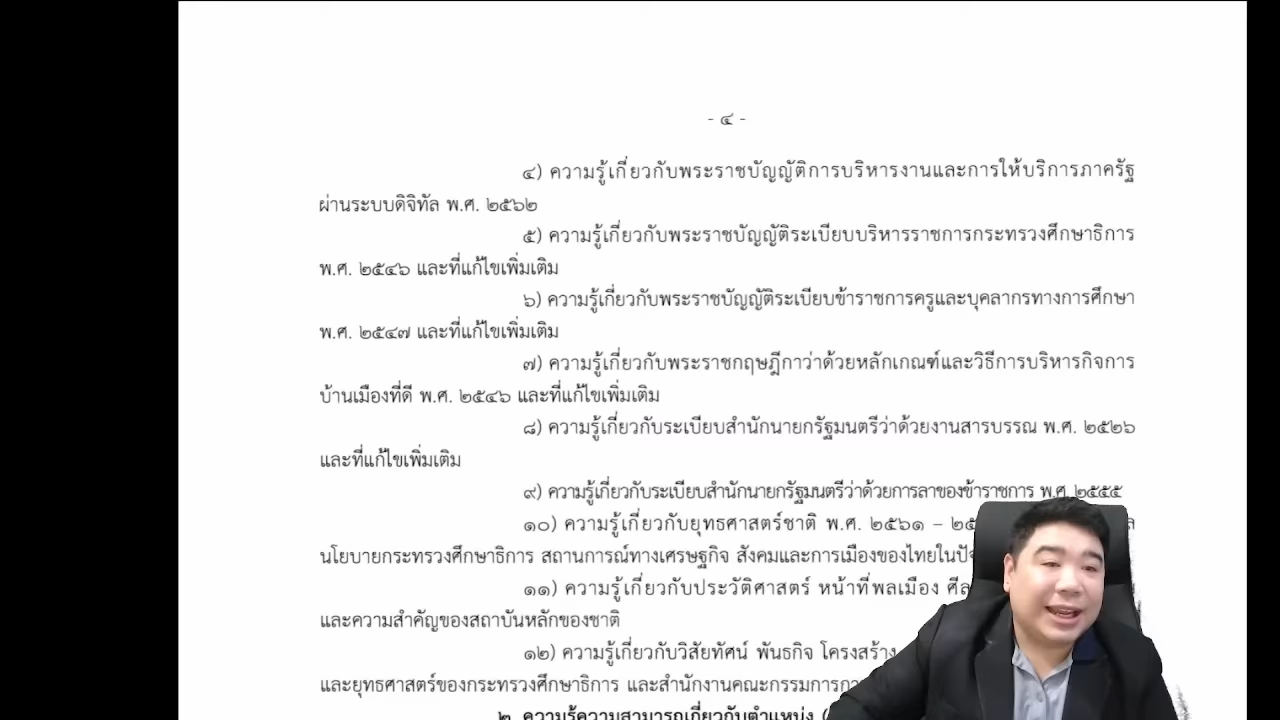 - ๔ -
๔) ความรู้เกี่ยวกับพระราชบัญญัติการบริหารงานและการให้บริการภาครัฐ
ผ่านระบบดิจิทัล พ.ศ. ๒๕๖๒
๕) ความรู้เกี่ยวกับพระราชบัญญัติระเบียบบริหารราชการกระทรวงศึกษาธิการ
พ.ศ. ๒๕๔๖ และที่แก้ไขเพิ่มเติม
๖) ความรู้เกี่ยวกับพระราชบัญญัติระเบียบข้าราชการครูและบุคลากรทางการศึกษา
พ.ศ. ๒๕๔๗ และที่แก้ไขเพิ่มเติม
๗) ความรู้เกี่ยวกับพระราชกฤษฎีกาว่าด้วยหลักเกณฑ์และวิธีการบริหารกิจการ
บ้านเมืองที่ดี พ.ศ. ๒๕๔๖ และที่แก้ไขเพิ่มเติม
๘) ความรู้เกี่ยวกับระเบียบสำนักนายกรัฐมนตรีว่าด้วยงานสารบรรณ พ.ศ. ๒๕๒๖
และที่แก้ไขเพิ่มเติม
๙) ความรู้เกี่ยวกับระเบียบสำนักนายกรัฐมนตรีว่าด้วยการลาของข้าราชการ พ.ศ. ๒๕๕๕
๑๐) ความรู้เกี่ยวกับยุทธศาสตร์ชาติ พ.ศ. ๒๕๖๑ –
นโยบายกระทรวงศึกษาธิการ สถานการณ์ทางเศรษฐกิจ สังคมและการเมืองของไทยใน
๑๑) ความรู้เกี่ยวกับประวัติศาสตร์ หน้าที่พลเมือง
และความสำคัญของสถาบันหลักของชาติ
๑๒) ความรู้เกี่ยวกับวิสัยทัศน์ พันธกิจ โครงสร้าง
และยุทธศาสตร์ของกระทรวงศึกษาธิการ และสำนักงานคณะกรรมการ
๒. ความรู้ความสามารถเกี่ยวกับตำแหน่ง (